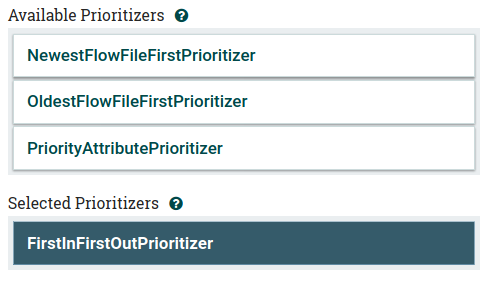 Available Prioritizers
NewestFlowFileFirstPrioritizer
OldestFlowFileFirstPrioritizer
PriorityAttributePrioritizer
Selected Prioritizers
FirstInFirstOutPrioritizer